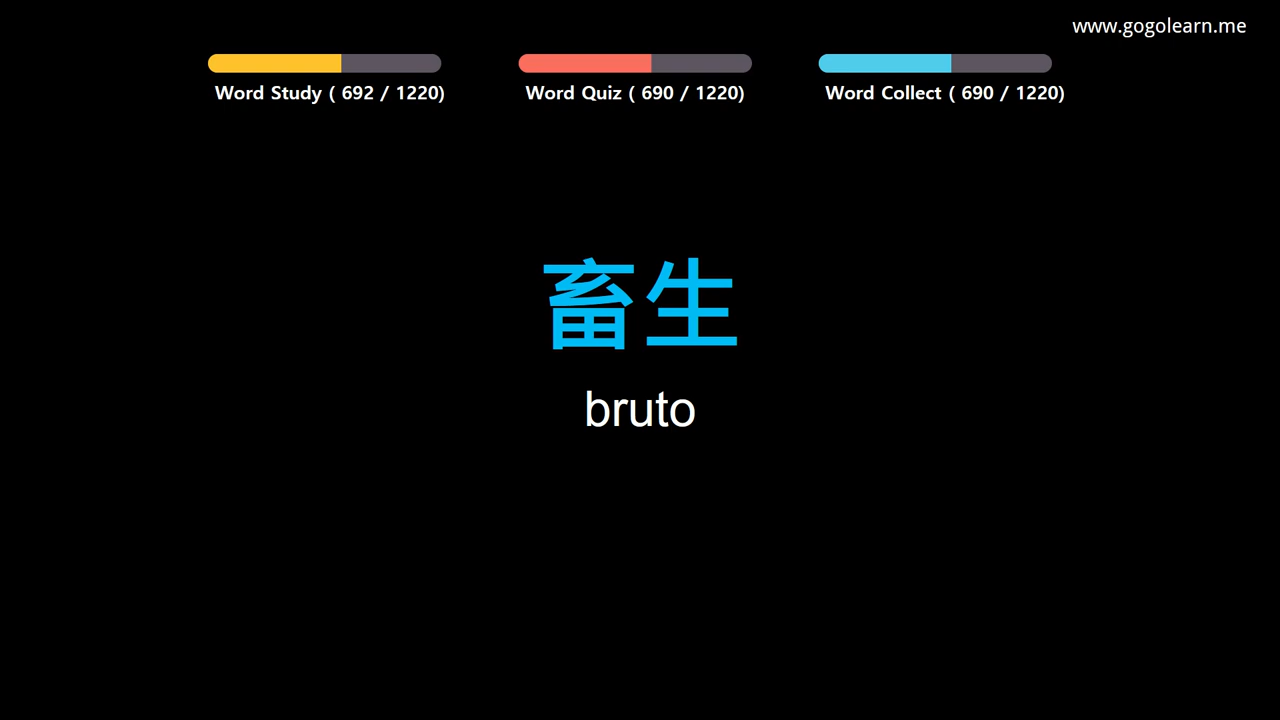 www.gogolearn.me
Word Study ( 692 / 1220)
Word Quiz ( 690 / 1220)
Word Collect ( 690 / 1220)
畜生
bruto